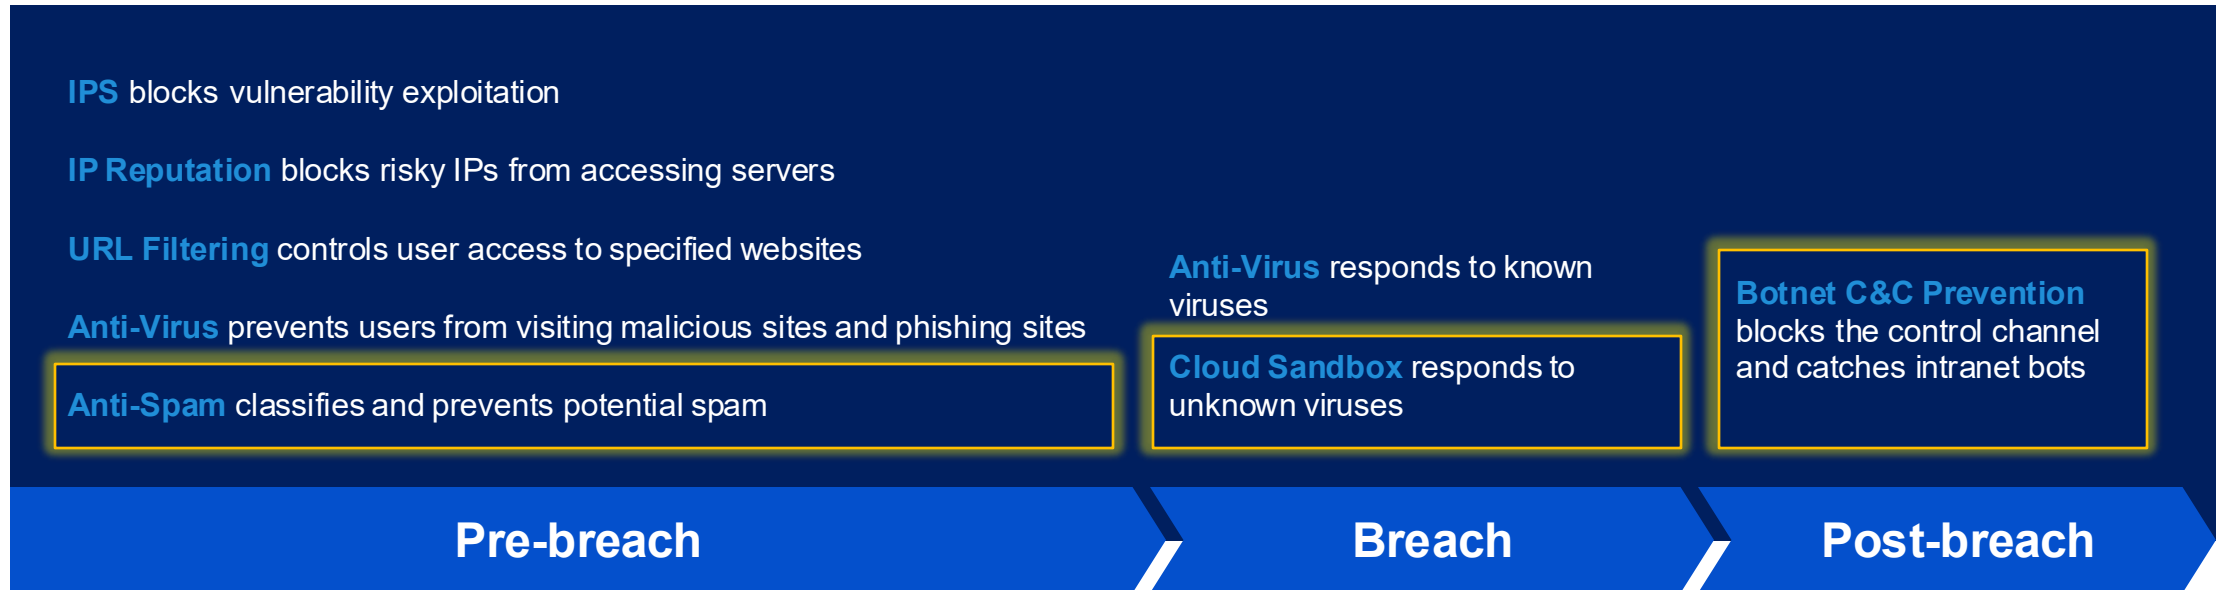 IPS blocks vulnerability exploitation
IP Reputation blocks risky IPs from accessing servers
URL Filtering controls user access to specified websites
Anti-Virus prevents users from visiting malicious sites and phishing sites
Anti-Spam classifies and prevents potential spam
Anti-Virus responds to known
viruses
Cloud Sandbox responds to
unknown viruses
Botnet C&C Prevention
blocks the control channel
and catches intranet bots
Pre-breach
Breach
Post-breach